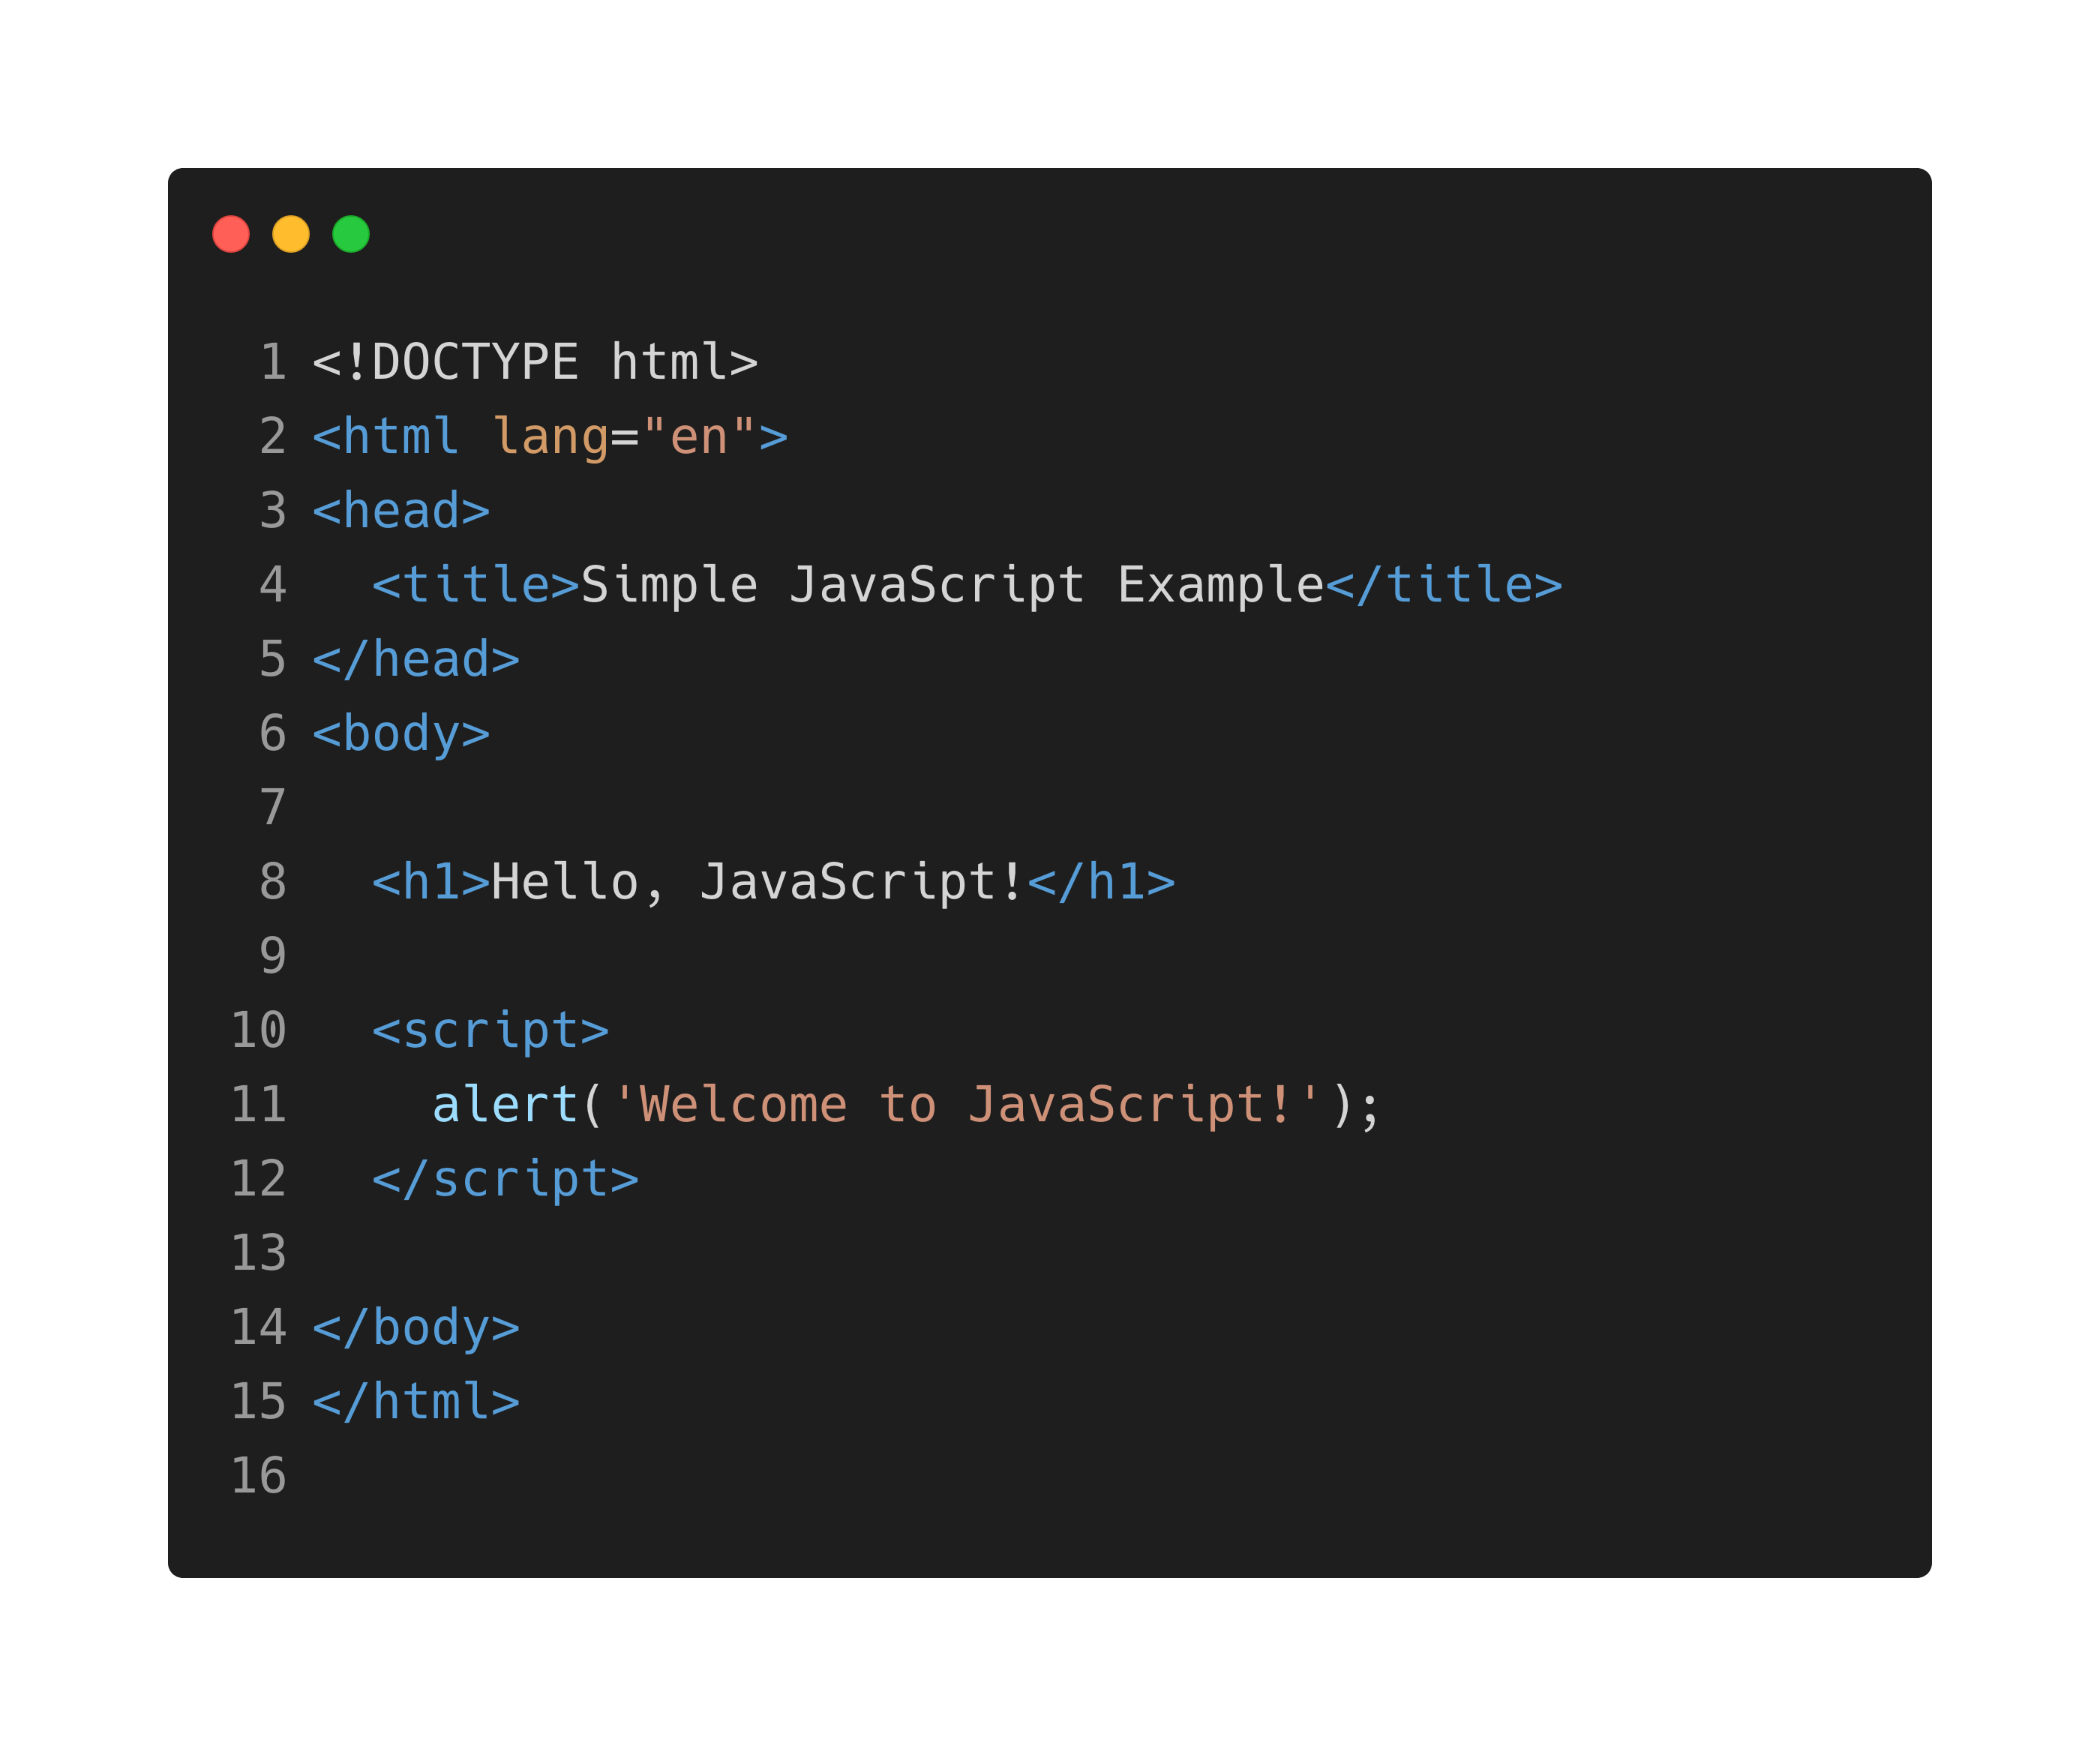 1 <!DOCTYPE html>
2 <html lang="en">
3 <head>
4   <title>Simple JavaScript Example</title>
5 </head>
6 <body>
7
8   <h1>Hello, JavaScript!</h1>
9
10   <script>
11     alert('Welcome to JavaScript!');
12   </script>
13
14 </body>
15 </html>
16